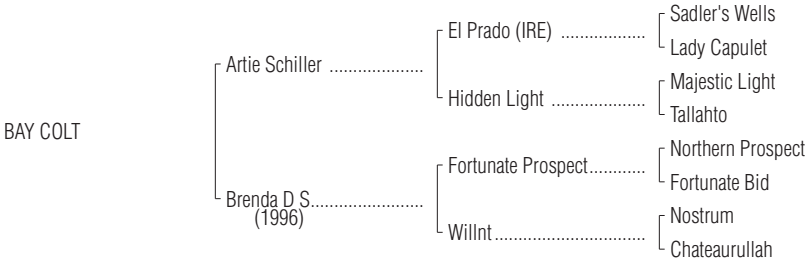 Sadler's Wells
El Prado (IRE) ...................
Lady Capulet
Artie Schiller .....................
Majestic Light
Hidden Light .....................
Tallahto
BAY COLT
Northern Prospect
Fortunate Prospect............
Fortunate Bid
Brenda D S.........................
(1996)
Nostrum
Willnt ..................................
Chateaurullah